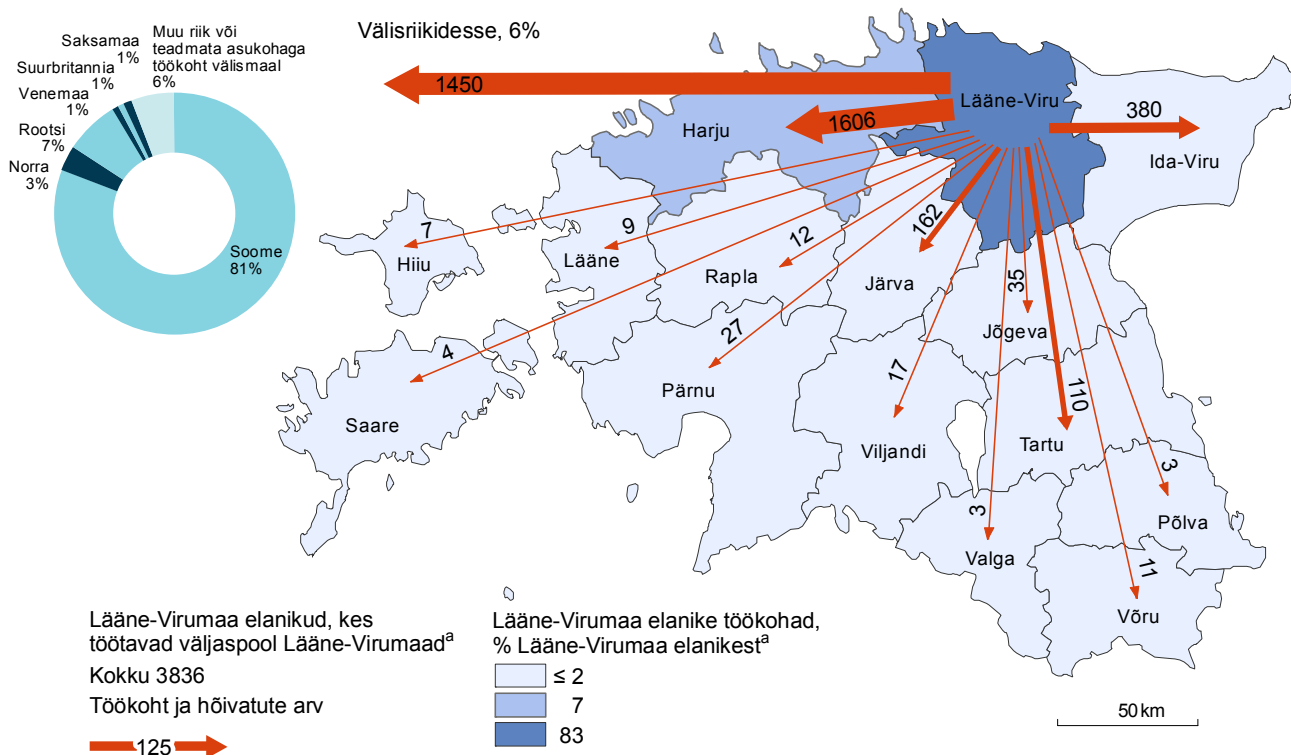 Saksamaa
1%
Suurbritannia
1%
Venemaa
1%
Rootsi
7%
Norra
3%
Muu riik või
teadmata asukohaga
töökoht välismaal
6%
Soome
81%
Välisriikidesse, 6%
1450
1606
Lääne-Viru
380
Harju
Ida-Viru
7
9
12
162
35
Hiiu
Lääne
Rapla
Järva
Jõgeva
4
27
17
110
3
Pärnu
Saare
Viljandi
Tartu
3
Põlva
Valga
11
Võru
Lääne-Virumaa elanikud, kes
töötavad väljaspool Lääne-Virumaadᵃ
Kokku 3836
Töökoht ja hõivatute arv
125
Lääne-Virumaa elanike töökohad,
% Lääne-Virumaa elanikestᵃ
≤ 2
7
83
50 km